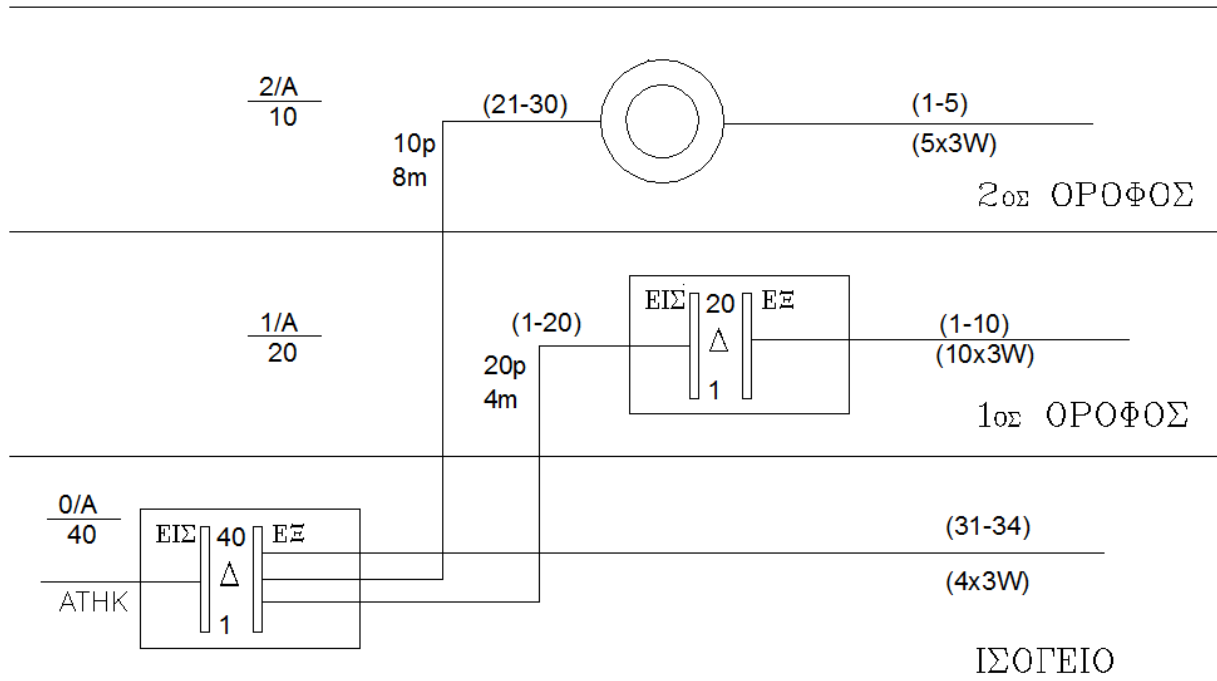 2/A
10
(21-30)
10p
8m
(1-5)
(5x3W)
2ος ΟΡΟΦΟΣ
1/A
20
(1-20)
20p
4m
ΕΙΣ 20 ΕΞ
Δ
1
(1-10)
(10x3W)
1ος ΟΡΟΦΟΣ
0/A
40
ΑΤΗΚ
ΕΙΣ 40 ΕΞ
Δ
1
(31-34)
(4x3W)
ΙΣΟΓΕΙΟ